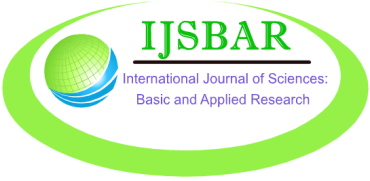 IJSBAR
International Journal of Sciences:
Basic and Applied Research